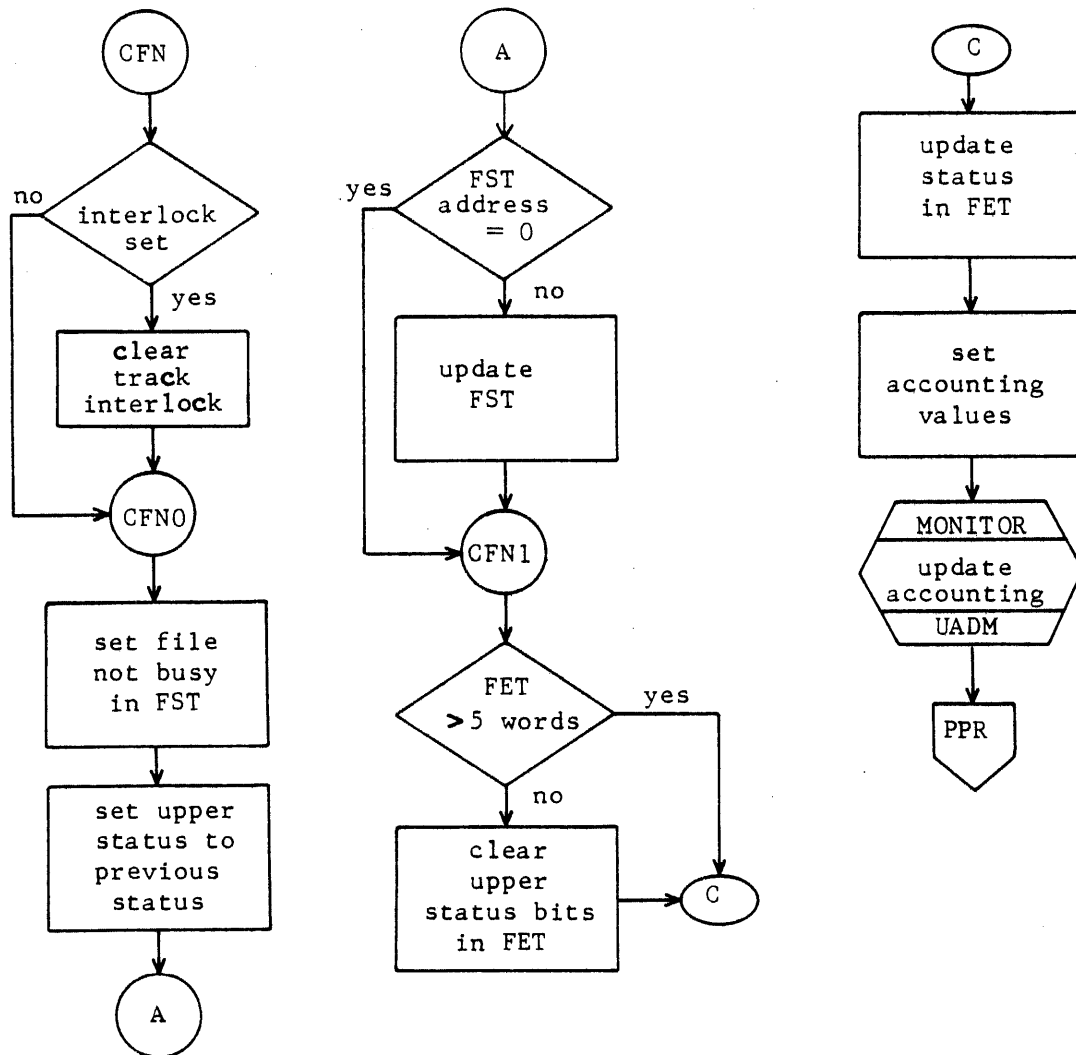 CFN
no
interlock
set
yes
clear
track
interlock
CFN0
set file
not busy
in FST
set upper
status to
previous
status
A
A
yes
FST
address
= 0
no
update
FST
CFN1
FET
>5 words
yes
no
clear
upper
status bits
in FET
C
C
update
status
in FET
set
accounting
values
MONITOR
update
accounting
UADM
PPR